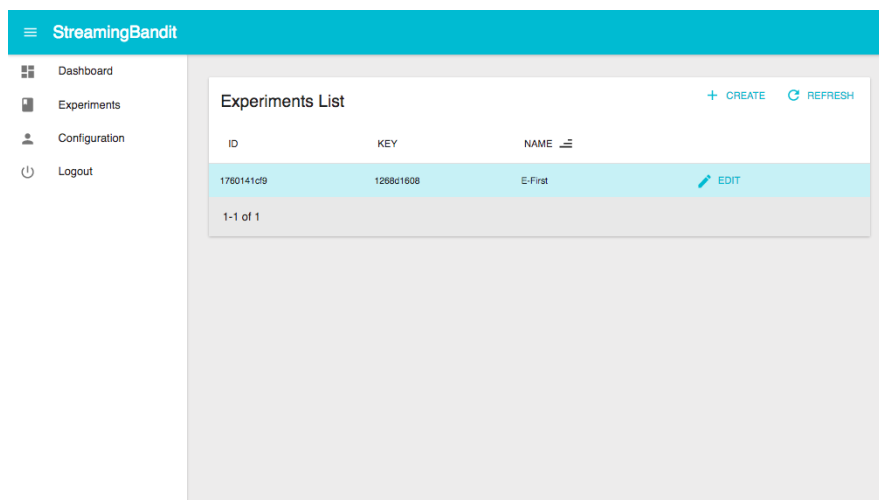 StreamingBandit
Dashboard
Experiments
Configuration
Logout
Experiments List
CREATE REFRESH
ID KEY NAME
1760141cf9 1268d1608 E-First EDIT
1-1 of 1